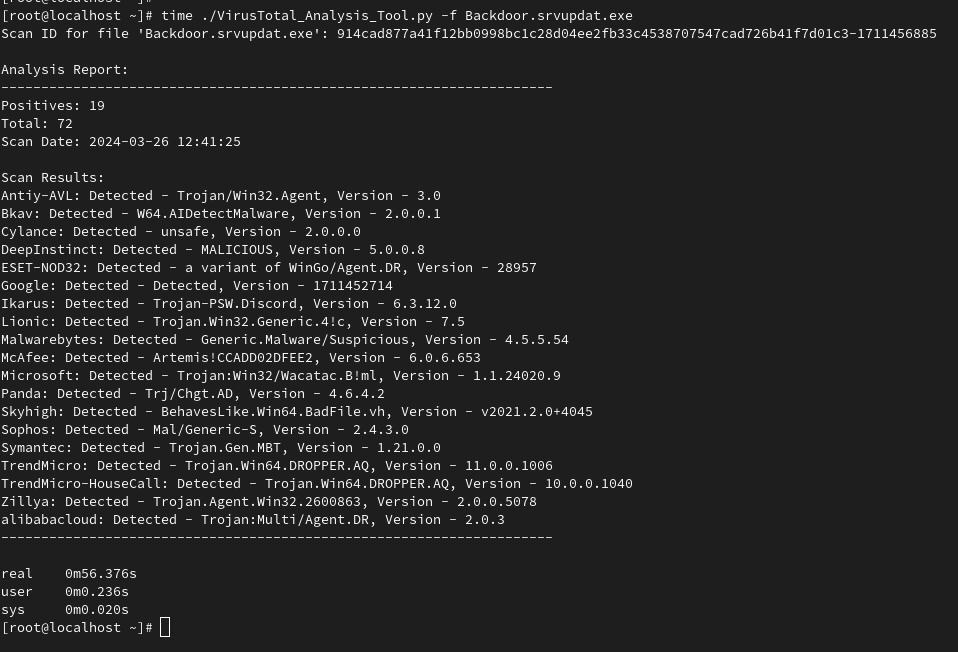 [root@localhost ~]#
[root@localhost ~]# time ./VirusTotal_Analysis_Tool.py -f Backdoor.srvupdat.exe
Scan ID for file 'Backdoor.srvupdat.exe': 914cad877a41f12bb0998bc1c28d04ee2fb33c4538707547cad726b41f7d01c3-1711456885
Analysis Report:
---------------------------------------------------------------------
Positives: 19
Total: 72
Scan Date: 2024-03-26 12:41:25
Scan Results:
Antiy-AVL: Detected - Trojan/Win32.Agent, Version - 3.0
Bkav: Detected - W64.AIDetectMalware, Version - 2.0.0.1
Cylance: Detected - unsafe, Version - 2.0.0.0
DeepInstinct: Detected - MALICIOUS, Version - 5.0.0.8
ESET-NOD32: Detected - a variant of WinGo/Agent.DR, Version - 28957
Google: Detected - Detected, Version - 1711452714
Ikarus: Detected - Trojan-PSW.Discord, Version - 6.3.12.0
Lionic: Detected - Trojan.Win32.Generic.4!c, Version - 7.5
Malwarebytes: Detected - Generic.Malware/Suspicious, Version - 4.5.5.54
McAfee: Detected - Artemis!CCADD02DFEE2, Version - 6.0.6.653
Microsoft: Detected - Trojan:Win32/Wacatac.B!ml, Version - 1.1.24020.9
Panda: Detected - Trj/Chgt.AD, Version - 4.6.4.2
Skyhigh: Detected - BehavesLike.Win64.BadFile.vh, Version - v2021.2.0+4045
Sophos: Detected - Mal/Generic-S, Version - 2.4.3.0
Symantec: Detected - Trojan.Gen.MBT, Version - 1.21.0.0
TrendMicro: Detected - Trojan.Win64.DROPPER.AQ, Version - 11.0.0.1006
TrendMicro-HouseCall: Detected - Trojan.Win64.DROPPER.AQ, Version - 10.0.0.1040
Zillya: Detected - Trojan.Agent.Win32.2600863, Version - 2.0.0.5078
alibabacloud: Detected - Trojan:Multi/Agent.DR, Version - 2.0.3
---------------------------------------------------------------------
real    0m56.376s
user    0m0.236s
sys     0m0.020s
[root@localhost ~]#